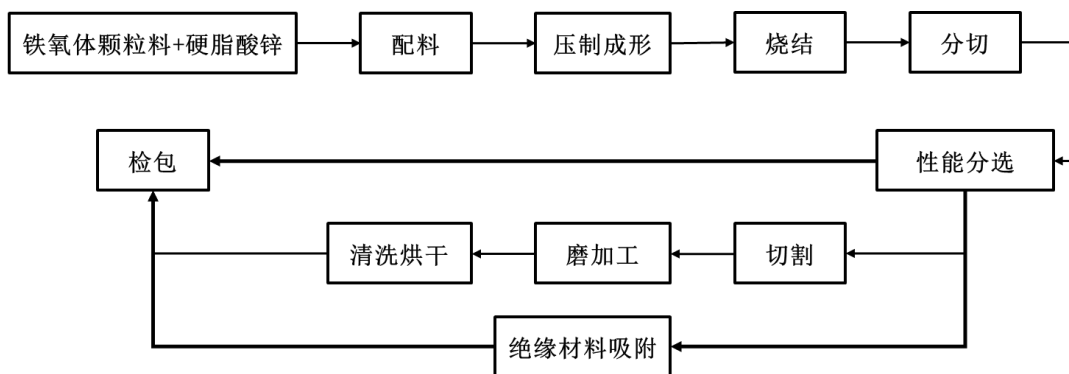 铁氧体颗粒料+硬脂酸锌
配料
压制成形
烧结
分切
检包
性能分选
清洗烘干
磨加工
切割
绝缘材料吸附